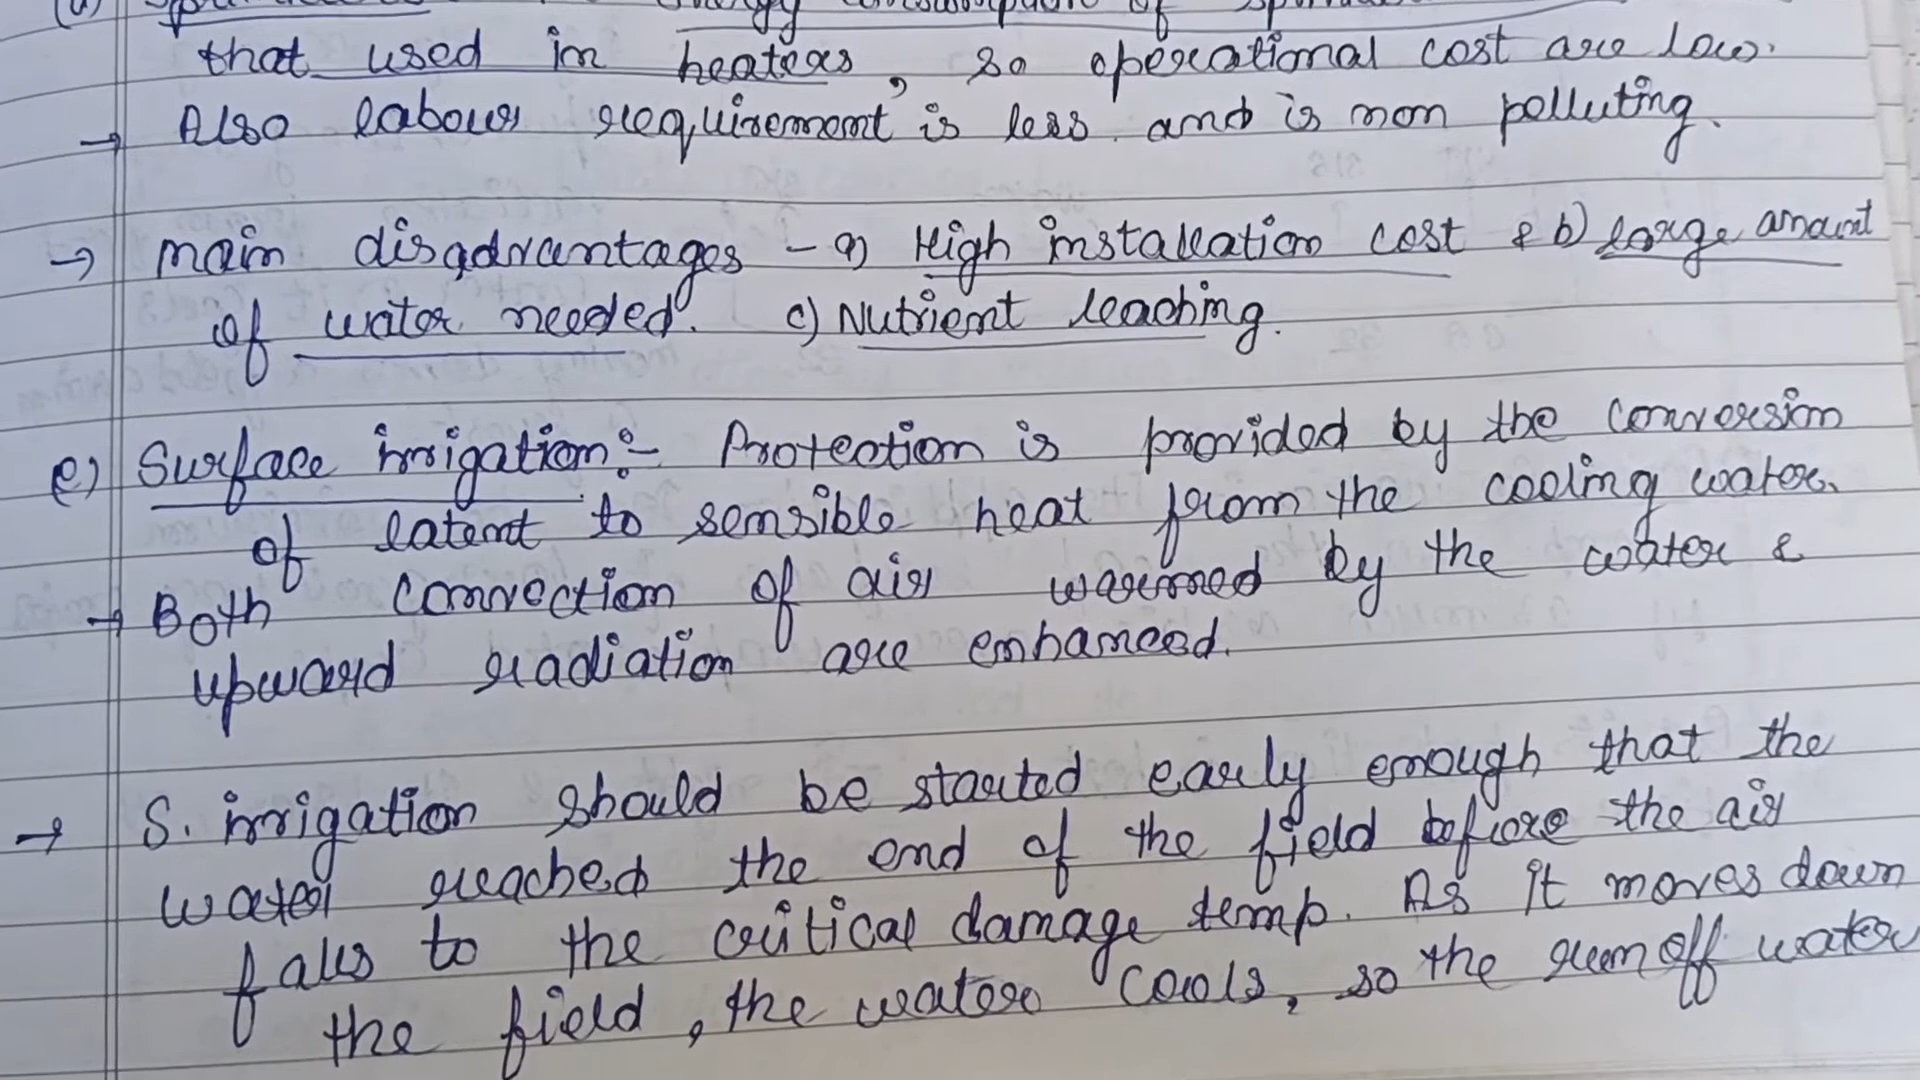 (d) Sprinklers energy consumption of
that used in heaters, so operational cost are low.
→ Also labour requirement is less and is non polluting.
→ main disadvantages - a) High installation cost & b) large amount
of water needed. c) Nutrient leaching.
e) Surface irrigation :- Protection is provided by the conversion
of latent to sensible heat from the cooling water.
→ Both convection of air warmed by the water &
upward radiation are enhanced.
→ S. irrigation should be started early enough that the
water reached the end of the field before the air
falls to the critical damage temp. As it moves down
the field, the water cools, so the runoff water